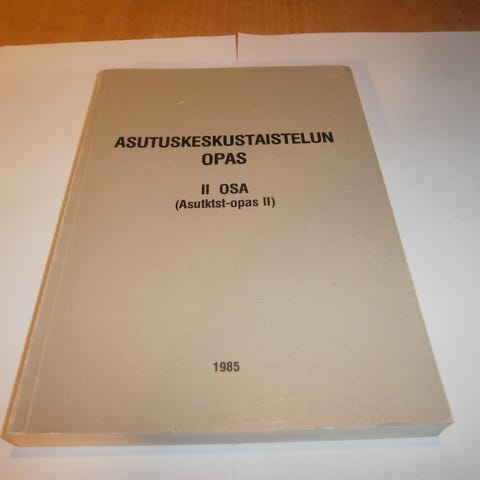 ASUTUSKESKUSTAISTELUN
OPAS
II OSA
(Asutktst-opas II)
1985